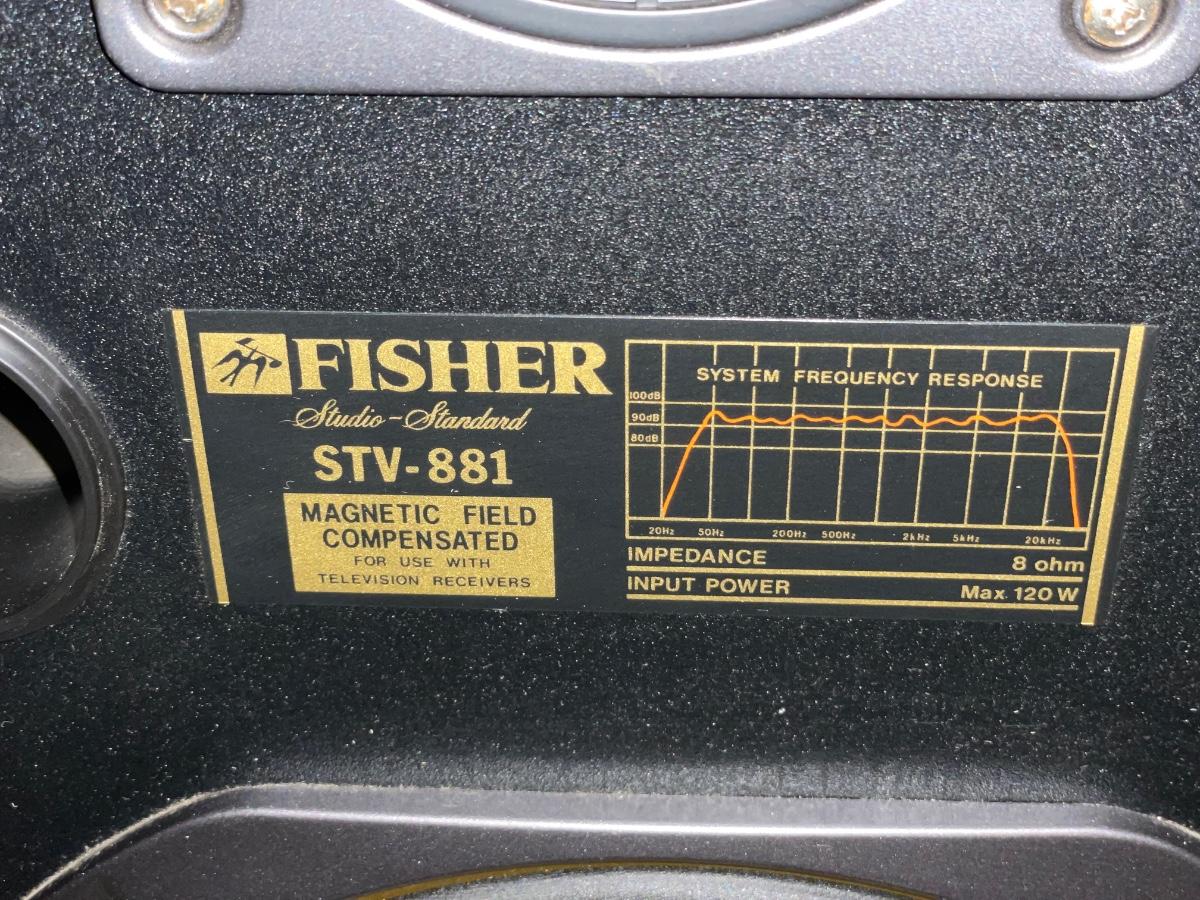 FISHER
Studio-Standard
STV-881
MAGNETIC FIELD
COMPENSATED
FOR USE WITH
TELEVISION RECEIVERS
SYSTEM FREQUENCY RESPONSE
100dB
90dB
80dB
20Hz 50Hz 200Hz 500Hz 2kHz 5kHz 20kHz
IMPEDANCE 8 ohm
INPUT POWER Max. 120 W